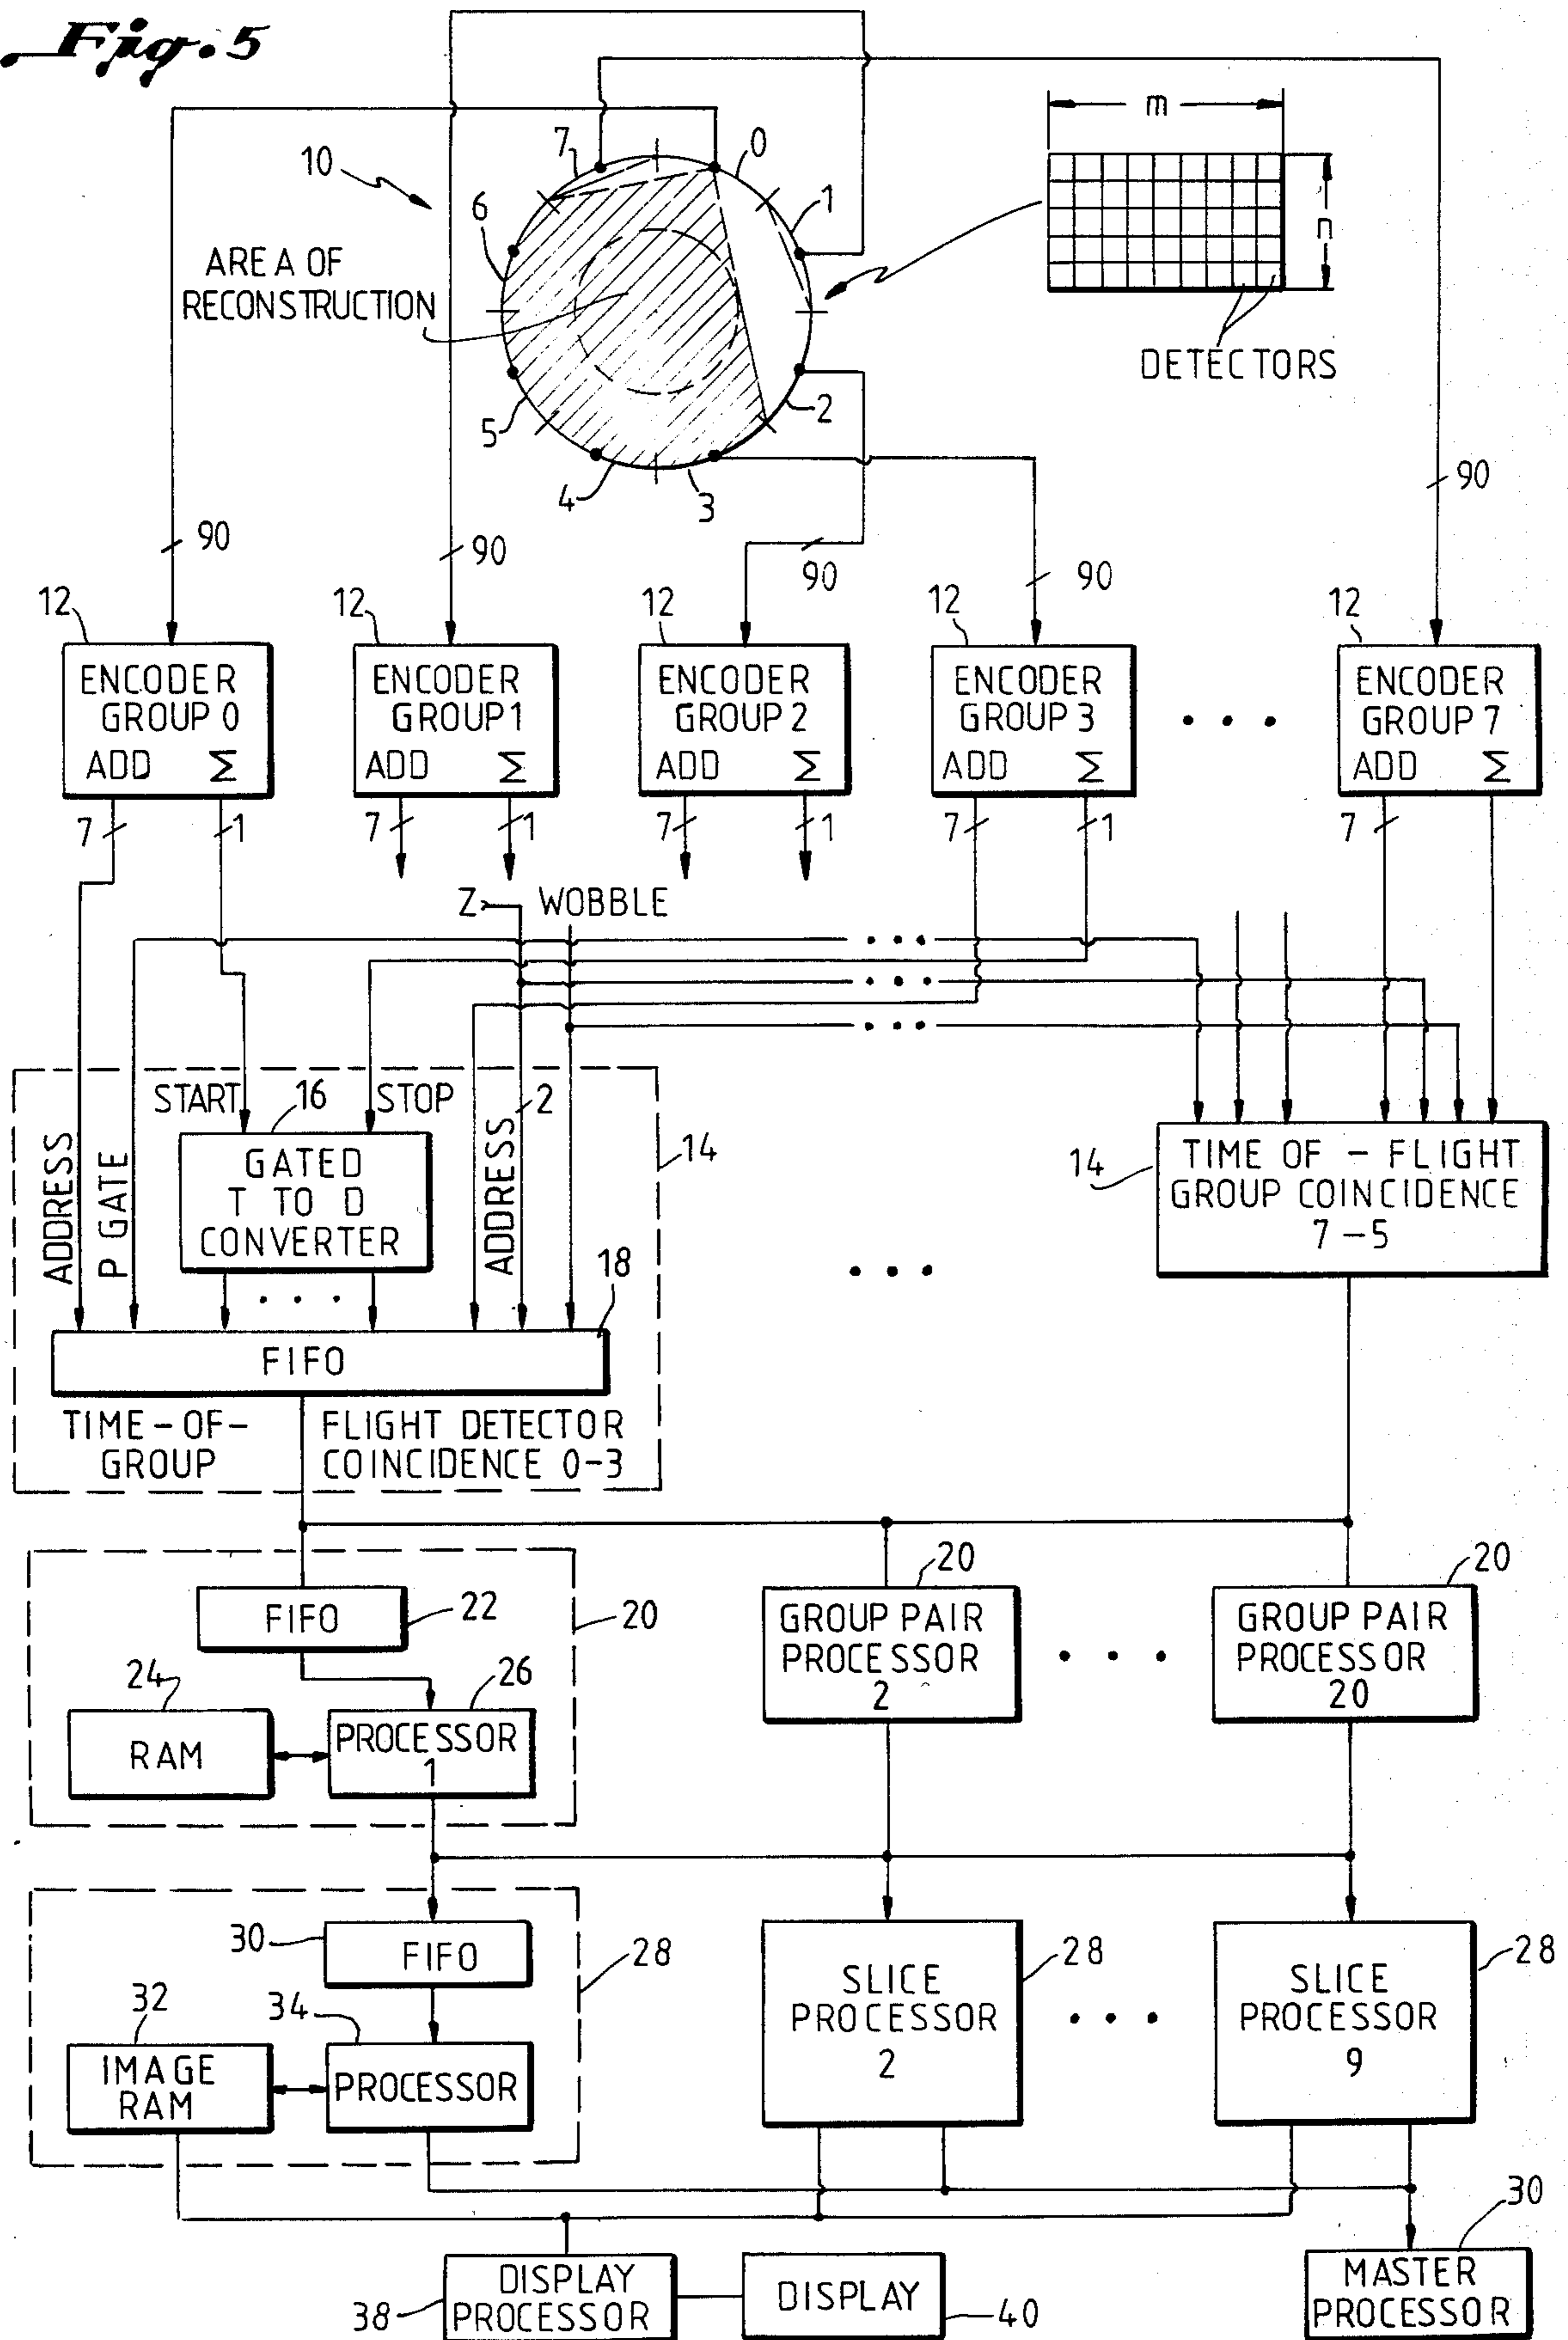 Fig. 5
m
n
DETECTORS
10
7
0
1
6
AREA OF
RECONSTRUCTION
5
4
3
2
90
90
90
90
90
12
12
12
12
12
ENCODER
GROUP 0
ADD Σ
ENCODER
GROUP 1
ADD Σ
ENCODER
GROUP 2
ADD Σ
ENCODER
GROUP 3
ADD Σ
• • •
ENCODER
GROUP 7
ADD Σ
7
1
7
1
7
1
7
1
7
Z
WOBBLE
START
16
STOP
2
14
ADDRESS
P GATE
GATED
T TO D
CONVERTER
ADDRESS
18
FIFO
TIME-OF- FLIGHT DETECTOR
GROUP COINCIDENCE 0-3
14
TIME OF - FLIGHT
GROUP COINCIDENCE
7-5
FIFO
22
20
24
RAM
26
PROCESSOR
1
20
GROUP PAIR
PROCESSOR
2
20
GROUP PAIR
PROCESSOR
20
30
FIFO
28
32
IMAGE
RAM
34
PROCESSOR
28
SLICE
PROCESSOR
2
28
SLICE
PROCESSOR
9
38
DISPLAY
PROCESSOR
DISPLAY
40
30
MASTER
PROCESSOR